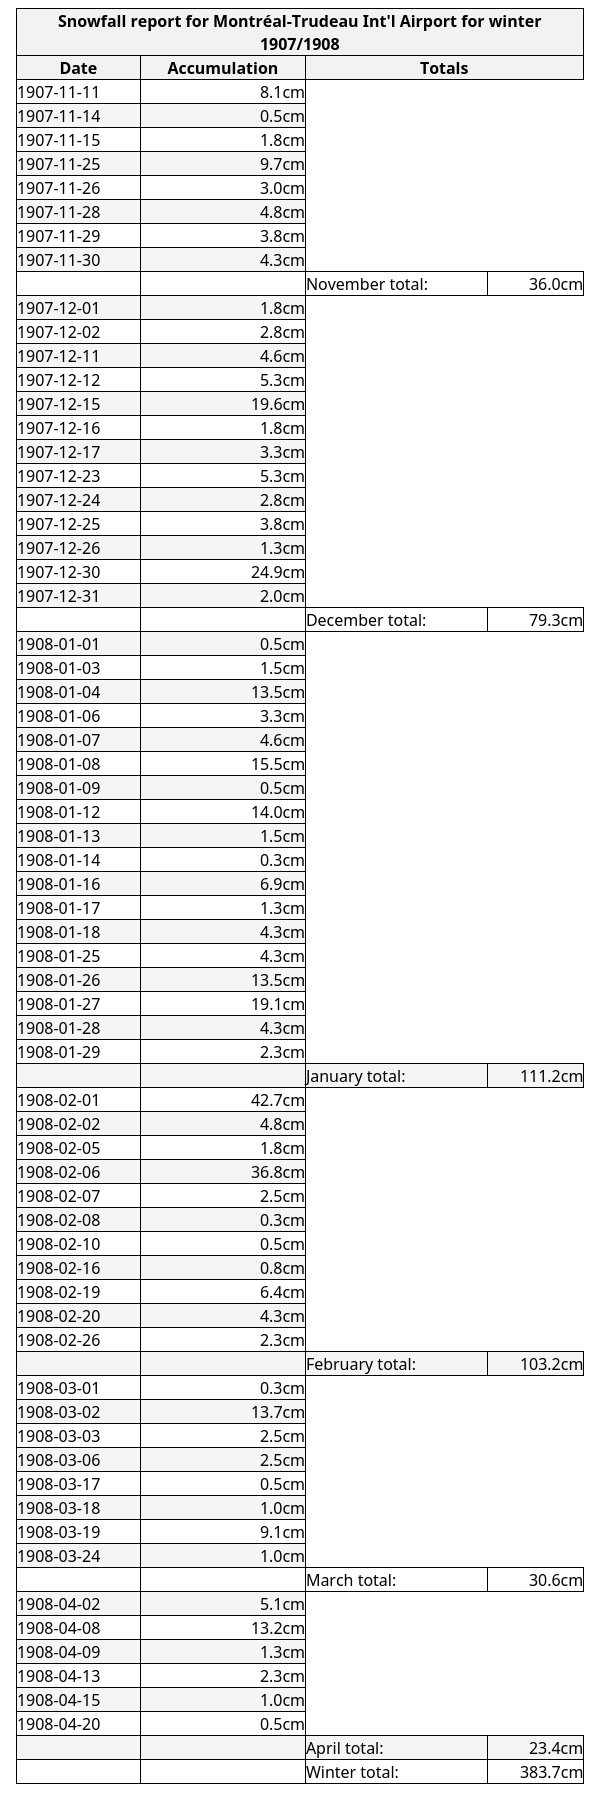 Snowfall report for Montréal-Trudeau Int'l Airport for winter
1907/1908
Date Accumulation Totals
1907-11-11 8.1cm
1907-11-14 0.5cm
1907-11-15 1.8cm
1907-11-25 9.7cm
1907-11-26 3.0cm
1907-11-28 4.8cm
1907-11-29 3.8cm
1907-11-30 4.3cm
November total: 36.0cm
1907-12-01 1.8cm
1907-12-02 2.8cm
1907-12-11 4.6cm
1907-12-12 5.3cm
1907-12-15 19.6cm
1907-12-16 1.8cm
1907-12-17 3.3cm
1907-12-23 5.3cm
1907-12-24 2.8cm
1907-12-25 3.8cm
1907-12-26 1.3cm
1907-12-30 24.9cm
1907-12-31 2.0cm
December total: 79.3cm
1908-01-01 0.5cm
1908-01-03 1.5cm
1908-01-04 13.5cm
1908-01-06 3.3cm
1908-01-07 4.6cm
1908-01-08 15.5cm
1908-01-09 0.5cm
1908-01-12 14.0cm
1908-01-13 1.5cm
1908-01-14 0.3cm
1908-01-16 6.9cm
1908-01-17 1.3cm
1908-01-18 4.3cm
1908-01-25 4.3cm
1908-01-26 13.5cm
1908-01-27 19.1cm
1908-01-28 4.3cm
1908-01-29 2.3cm
January total: 111.2cm
1908-02-01 42.7cm
1908-02-02 4.8cm
1908-02-05 1.8cm
1908-02-06 36.8cm
1908-02-07 2.5cm
1908-02-08 0.3cm
1908-02-10 0.5cm
1908-02-16 0.8cm
1908-02-19 6.4cm
1908-02-20 4.3cm
1908-02-26 2.3cm
February total: 103.2cm
1908-03-01 0.3cm
1908-03-02 13.7cm
1908-03-03 2.5cm
1908-03-06 2.5cm
1908-03-17 0.5cm
1908-03-18 1.0cm
1908-03-19 9.1cm
1908-03-24 1.0cm
March total: 30.6cm
1908-04-02 5.1cm
1908-04-08 13.2cm
1908-04-09 1.3cm
1908-04-13 2.3cm
1908-04-15 1.0cm
1908-04-20 0.5cm
April total: 23.4cm
Winter total: 383.7cm